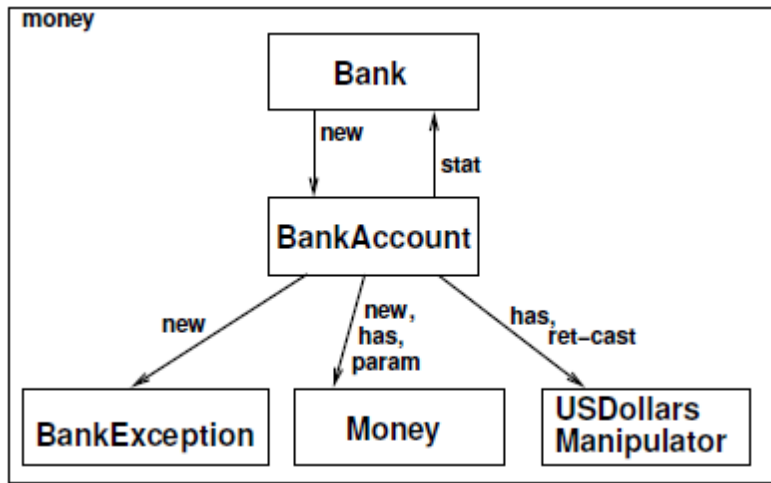 money
Bank
new
stat
BankAccount
new
new,
has,
param
has,
ret-cast
BankException
Money
USDollars
Manipulator